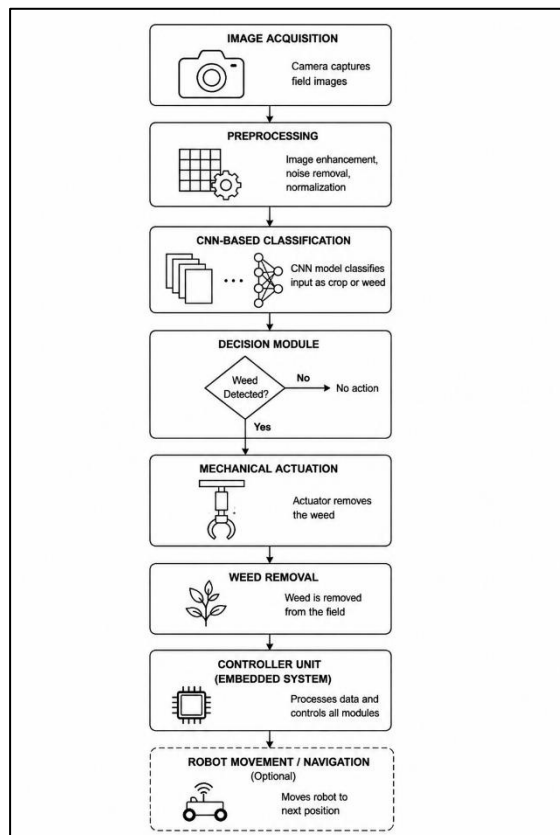 IMAGE ACQUISITION
Camera captures
field images
PREPROCESSING
Image enhancement,
noise removal,
normalization
CNN-BASED CLASSIFICATION
CNN model classifies
input as crop or weed
DECISION MODULE
Weed
Detected?
No
No action
Yes
MECHANICAL ACTUATION
Actuator removes
the weed
WEED REMOVAL
Weed is removed
from the field
CONTROLLER UNIT
(EMBEDDED SYSTEM)
Processes data and
controls all modules
ROBOT MOVEMENT / NAVIGATION
(Optional)
Moves robot to
next position